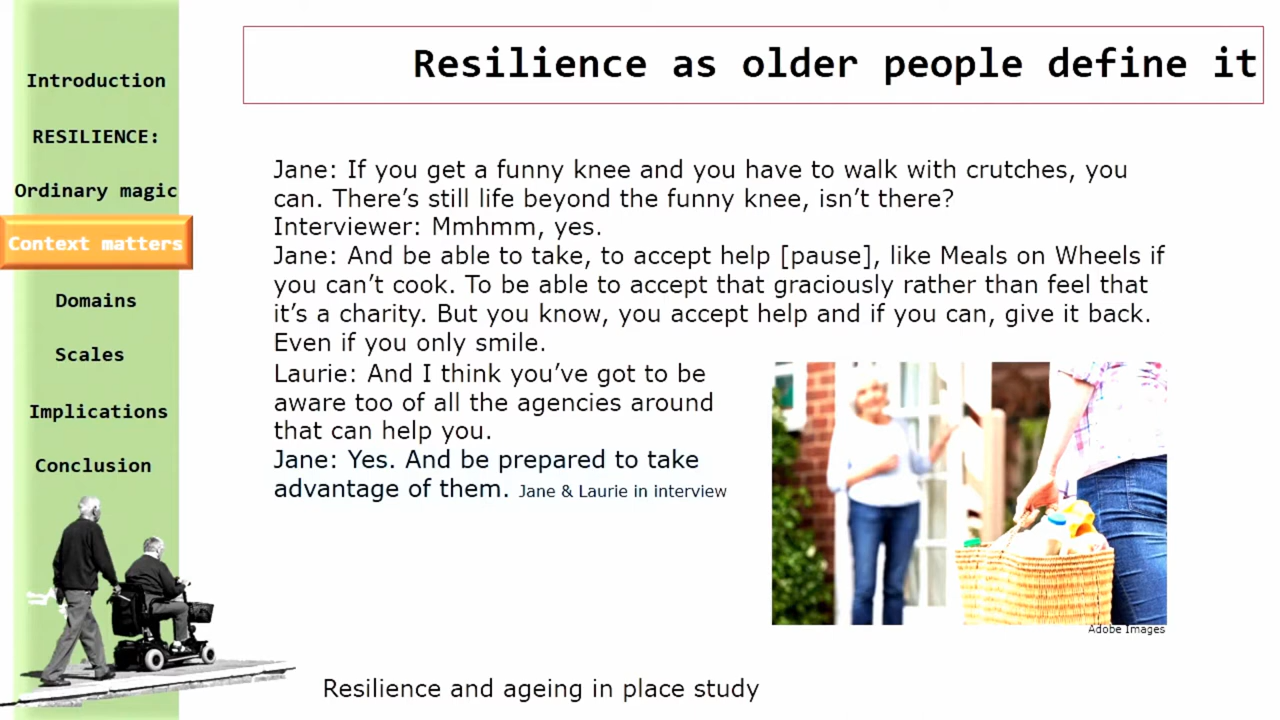 Resilience as older people define it
Introduction
RESILIENCE:
Ordinary magic
Context matters
Domains
Scales
Implications
Conclusion
Jane: If you get a funny knee and you have to walk with crutches, you
can. There’s still life beyond the funny knee, isn’t there?
Interviewer: Mmhmm, yes.
Jane: And be able to take, to accept help [pause], like Meals on Wheels if
you can’t cook. To be able to accept that graciously rather than feel that
it’s a charity. But you know, you accept help and if you can, give it back.
Even if you only smile.
Laurie: And I think you’ve got to be
aware too of all the agencies around
that can help you.
Jane: Yes. And be prepared to take
advantage of them. Jane & Laurie in interview
Adobe Images
Resilience and ageing in place study